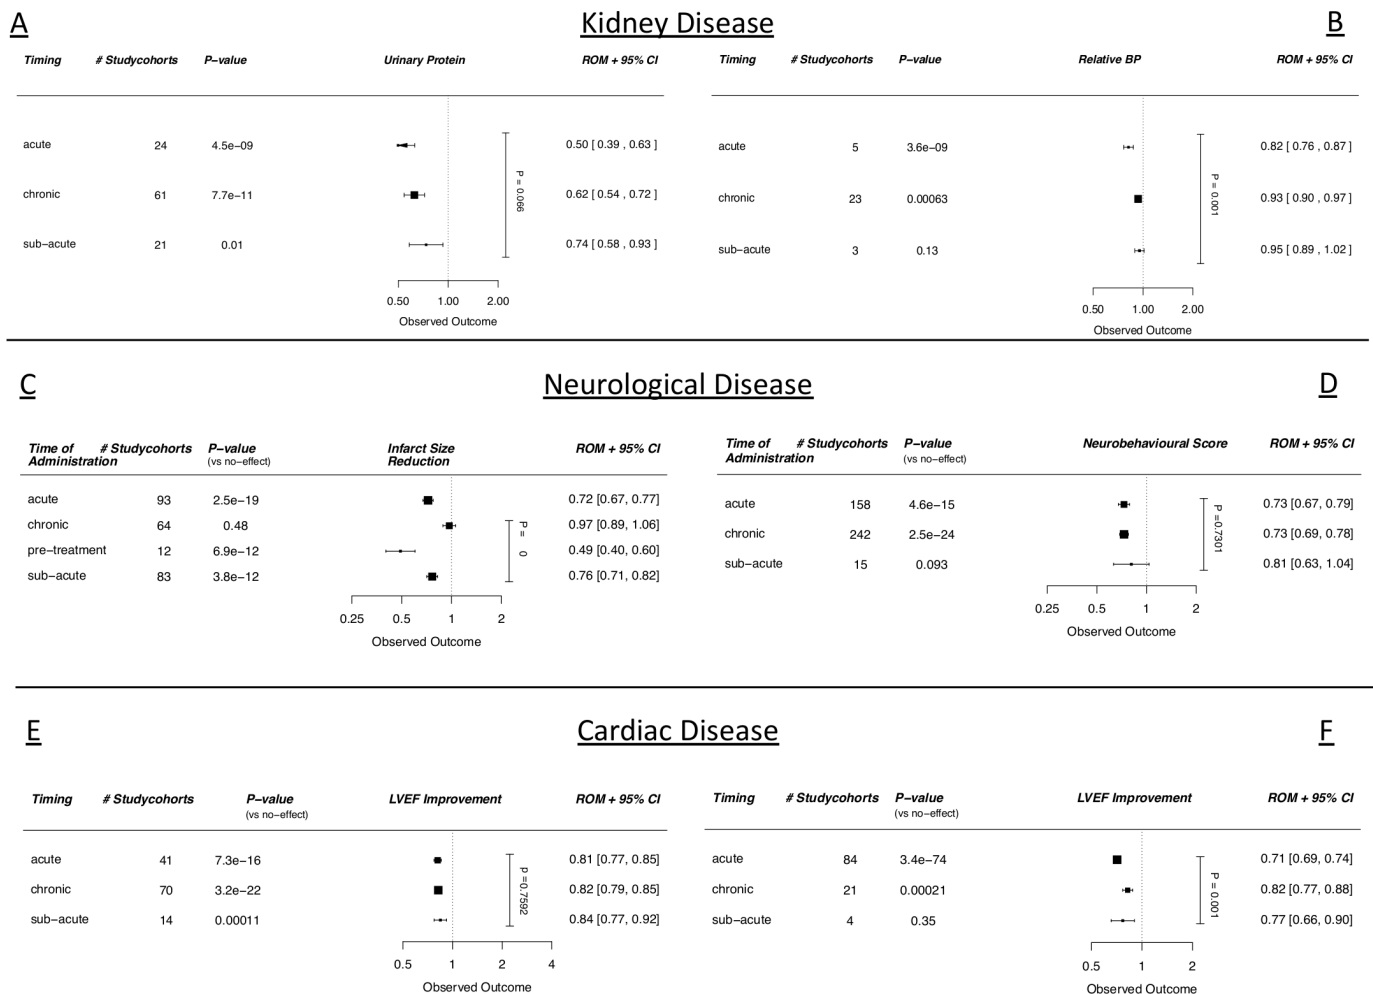 A Kidney Disease B
Timing # Studycohorts P−value Urinary Protein ROM + 95% CI
acute 24 4.5e−09 0.50 [ 0.39 , 0.63 ]
chronic 61 7.7e−11 0.62 [ 0.54 , 0.72 ]
sub−acute 21 0.01 0.74 [ 0.58 , 0.93 ]
P = 0.066
0.50 1.00 2.00
Observed Outcome
Timing # Studycohorts P−value Relative BP ROM + 95% CI
acute 5 3.6e−09 0.82 [ 0.76 , 0.87 ]
chronic 23 0.00063 0.93 [ 0.90 , 0.97 ]
sub−acute 3 0.13 0.95 [ 0.89 , 1.02 ]
P = 0.001
0.50 1.00 2.00
Observed Outcome
C Neurological Disease D
Time of # Studycohorts P−value Infarct Size ROM + 95% CI
Administration (vs no−effect) Reduction
acute 93 2.5e−19 0.72 [0.67, 0.77]
chronic 64 0.48 0.97 [0.89, 1.06]
pre−treatment 12 6.9e−12 0.49 [0.40, 0.60]
sub−acute 83 3.8e−12 0.76 [0.71, 0.82]
P = 0
0.25 0.5 1 2
Observed Outcome
Time of # Studycohorts P−value Neurobehavioural Score ROM + 95% CI
Administration (vs no−effect)
acute 158 4.6e−15 0.73 [0.67, 0.79]
chronic 242 2.5e−24 0.73 [0.69, 0.78]
sub−acute 15 0.093 0.81 [0.63, 1.04]
P =0.7301
0.25 0.5 1 2
Observed Outcome
E Cardiac Disease F
Timing # Studycohorts P−value LVEF Improvement ROM + 95% CI
(vs no−effect)
acute 41 7.3e−16 0.81 [0.77, 0.85]
chronic 70 3.2e−22 0.82 [0.79, 0.85]
sub−acute 14 0.00011 0.84 [0.77, 0.92]
p =0.7592
0.5 1 2 4
Observed Outcome
Timing # Studycohorts P−value LVEF Improvement ROM + 95% CI
(vs no−effect)
acute 84 3.4e−74 0.71 [0.69, 0.74]
chronic 21 0.00021 0.82 [0.77, 0.88]
sub−acute 4 0.35 0.77 [0.66, 0.90]
P = 0.001
0.5 1 2
Observed Outcome